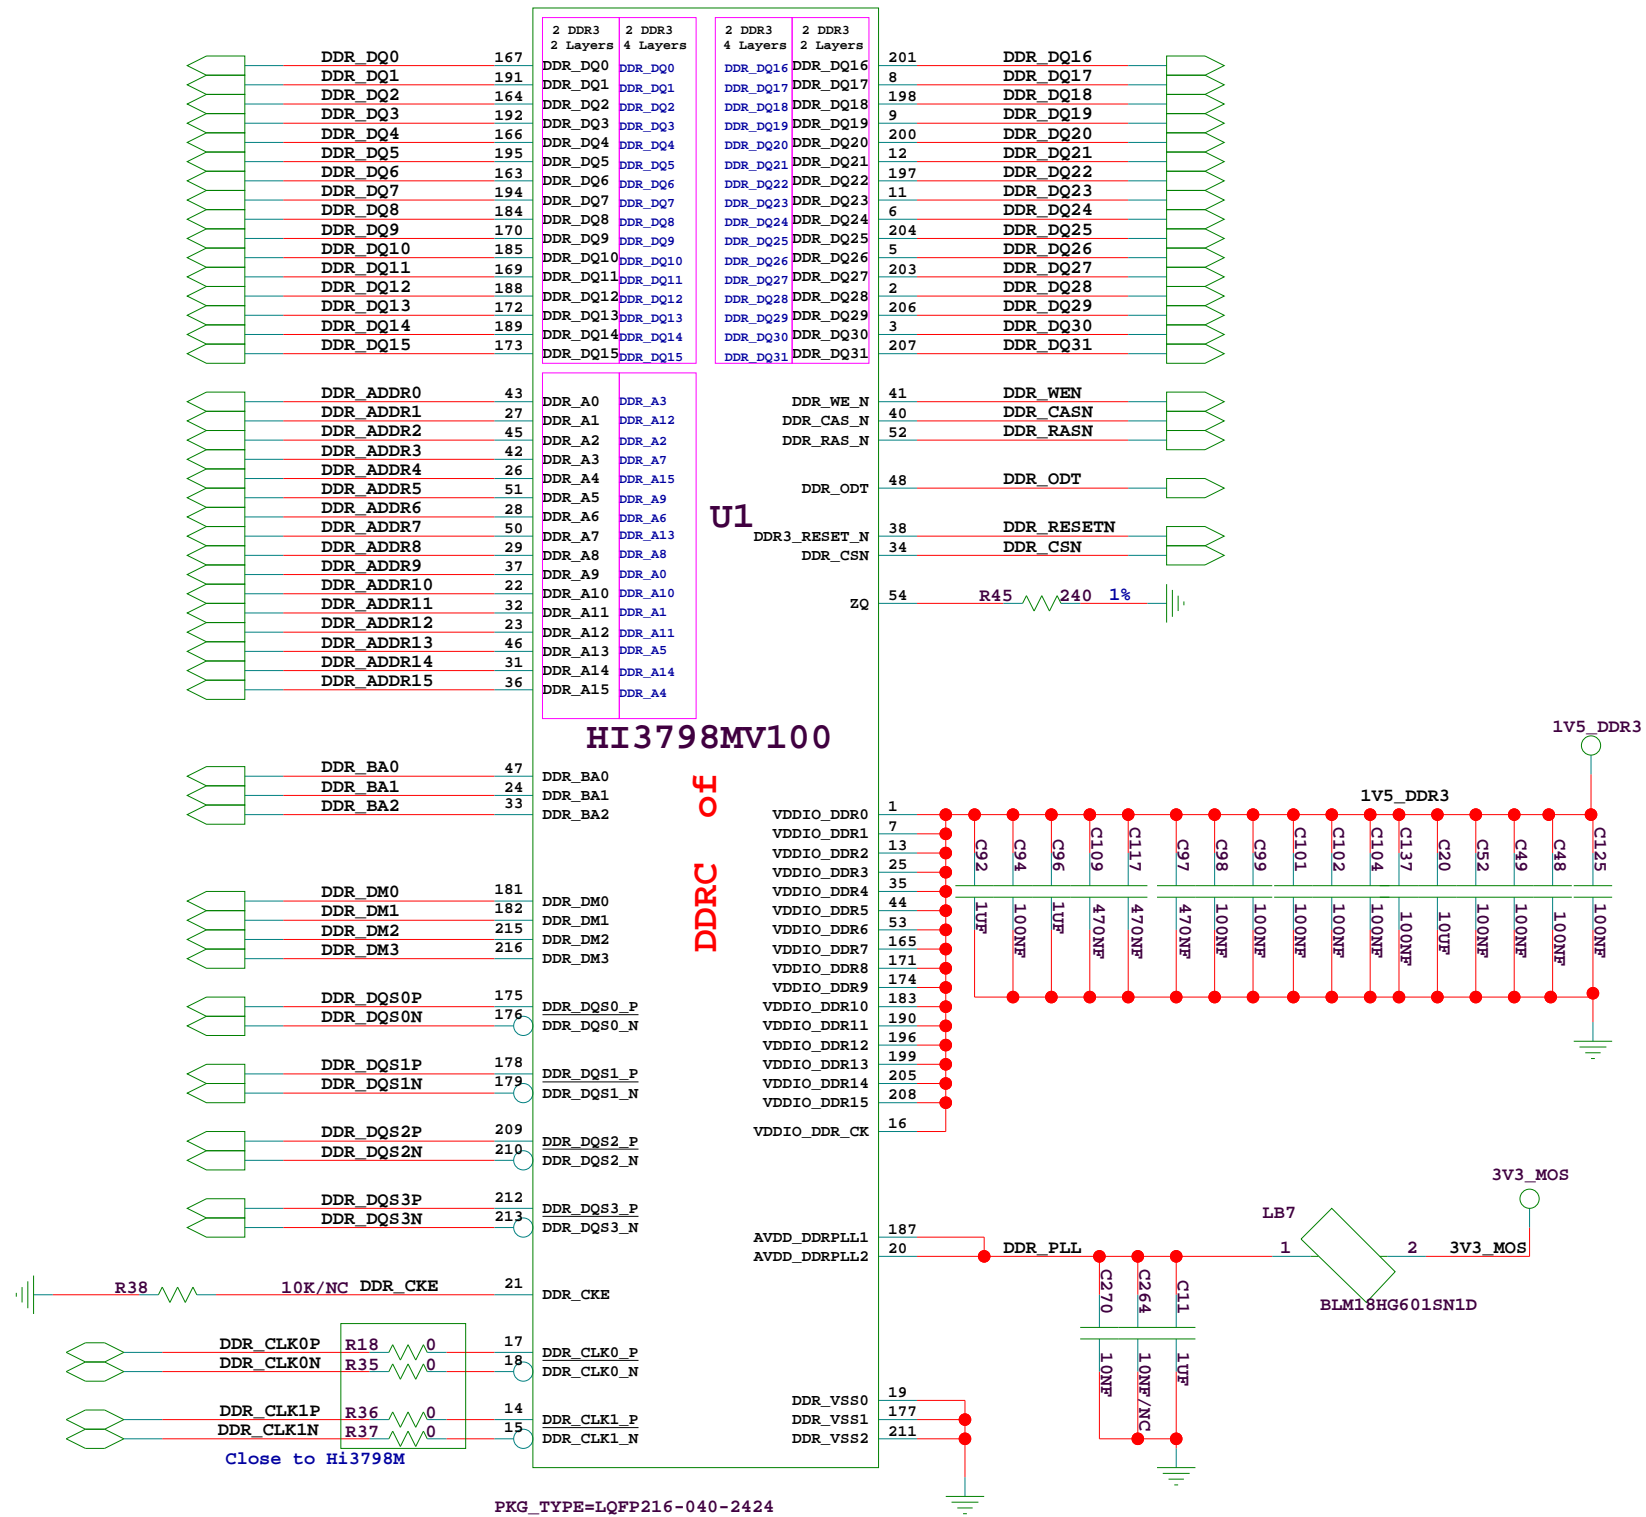 2 DDR3 2 DDR3 2 DDR3 2 DDR3
2 Layers 4 Layers 4 Layers 2 Layers
DDR_DQ0 167 DDR_DQ0 DDR_DQ0 DDR_DQ16 DDR_DQ16 201 DDR_DQ16
DDR_DQ1 191 DDR_DQ1 DDR_DQ1 DDR_DQ17 DDR_DQ17 8 DDR_DQ17
DDR_DQ2 164 DDR_DQ2 DDR_DQ2 DDR_DQ18 DDR_DQ18 198 DDR_DQ18
DDR_DQ3 192 DDR_DQ3 DDR_DQ3 DDR_DQ19 DDR_DQ19 9 DDR_DQ19
DDR_DQ4 166 DDR_DQ4 DDR_DQ4 DDR_DQ20 DDR_DQ20 200 DDR_DQ20
DDR_DQ5 195 DDR_DQ5 DDR_DQ5 DDR_DQ21 DDR_DQ21 12 DDR_DQ21
DDR_DQ6 163 DDR_DQ6 DDR_DQ6 DDR_DQ22 DDR_DQ22 197 DDR_DQ22
DDR_DQ7 194 DDR_DQ7 DDR_DQ7 DDR_DQ23 DDR_DQ23 11 DDR_DQ23
DDR_DQ8 184 DDR_DQ8 DDR_DQ8 DDR_DQ24 DDR_DQ24 6 DDR_DQ24
DDR_DQ9 170 DDR_DQ9 DDR_DQ9 DDR_DQ25 DDR_DQ25 204 DDR_DQ25
DDR_DQ10 185 DDR_DQ10 DDR_DQ10 DDR_DQ26 DDR_DQ26 5 DDR_DQ26
DDR_DQ11 169 DDR_DQ11 DDR_DQ11 DDR_DQ27 DDR_DQ27 203 DDR_DQ27
DDR_DQ12 188 DDR_DQ12 DDR_DQ12 DDR_DQ28 DDR_DQ28 2 DDR_DQ28
DDR_DQ13 172 DDR_DQ13 DDR_DQ13 DDR_DQ29 DDR_DQ29 206 DDR_DQ29
DDR_DQ14 189 DDR_DQ14 DDR_DQ14 DDR_DQ30 DDR_DQ30 3 DDR_DQ30
DDR_DQ15 173 DDR_DQ15 DDR_DQ15 DDR_DQ31 DDR_DQ31 207 DDR_DQ31
DDR_ADDR0 43 DDR_A0 DDR_A3 DDR_WE_N 41 DDR_WEN
DDR_ADDR1 27 DDR_A1 DDR_A12 DDR_CAS_N 40 DDR_CASN
DDR_ADDR2 45 DDR_A2 DDR_A2 DDR_RAS_N 52 DDR_RASN
DDR_ADDR3 42 DDR_A3 DDR_A7
DDR_ADDR4 26 DDR_A4 DDR_A15 DDR_ODT 48 DDR_ODT
DDR_ADDR5 51 DDR_A5 DDR_A9
DDR_ADDR6 28 DDR_A6 DDR_A6 U1
DDR_ADDR7 50 DDR_A7 DDR_A13 DDR3_RESET_N 38 DDR_RESETN
DDR_ADDR8 29 DDR_A8 DDR_A8 DDR_CSN 34 DDR_CSN
DDR_ADDR9 37 DDR_A9 DDR_A0
DDR_ADDR10 22 DDR_A10 DDR_A10 ZQ 54 R45 240 1%
DDR_ADDR11 32 DDR_A11 DDR_A1
DDR_ADDR12 23 DDR_A12 DDR_A11
DDR_ADDR13 46 DDR_A13 DDR_A5
DDR_ADDR14 31 DDR_A14 DDR_A14
DDR_ADDR15 36 DDR_A15 DDR_A4
HI3798MV100
DDRC of
1V5_DDR3
1V5_DDR3
DDR_BA0 47 DDR_BA0
DDR_BA1 24 DDR_BA1
DDR_BA2 33 DDR_BA2
VDDIO_DDR0 1
VDDIO_DDR1 7
VDDIO_DDR2 13
VDDIO_DDR3 25
VDDIO_DDR4 35
VDDIO_DDR5 44
VDDIO_DDR6 53
VDDIO_DDR7 165
VDDIO_DDR8 171
VDDIO_DDR9 174
VDDIO_DDR10 183
VDDIO_DDR11 190
VDDIO_DDR12 196
VDDIO_DDR13 199
VDDIO_DDR14 205
VDDIO_DDR15 208
VDDIO_DDR_CK 16
C92 C94 C96 C109 C117 C97 C98 C99 C101 C102 C104 C137 C20 C52 C49 C48 C125
1UF 100NF 1UF 470NF 470NF 470NF 100NF 100NF 100NF 100NF 100NF 100NF 10UF 100NF 100NF 100NF 100NF
DDR_DM0 181 DDR_DM0
DDR_DM1 182 DDR_DM1
DDR_DM2 215 DDR_DM2
DDR_DM3 216 DDR_DM3
DDR_DQS0P 175 DDR_DQS0_P
DDR_DQS0N 176 DDR_DQS0_N
DDR_DQS1P 178 DDR_DQS1_P
DDR_DQS1N 179 DDR_DQS1_N
DDR_DQS2P 209 DDR_DQS2_P
DDR_DQS2N 210 DDR_DQS2_N
DDR_DQS3P 212 DDR_DQS3_P
DDR_DQS3N 213 DDR_DQS3_N
3V3_MOS
LB7
AVDD_DDRPLL1 187
AVDD_DDRPLL2 20 DDR_PLL 1 2 3V3_MOS
BLM18HG601SN1D
C270 C264 C11
10NF 10NF/NC 1UF
R38 10K/NC DDR_CKE 21 DDR_CKE
DDR_CLK0P R18 0 17 DDR_CLK0_P
DDR_CLK0N R35 0 18 DDR_CLK0_N
DDR_CLK1P R36 0 14 DDR_CLK1_P
DDR_CLK1N R37 0 15 DDR_CLK1_N
Close to Hi3798M
DDR_VSS0 19
DDR_VSS1 177
DDR_VSS2 211
PKG_TYPE=LQFP216-040-2424